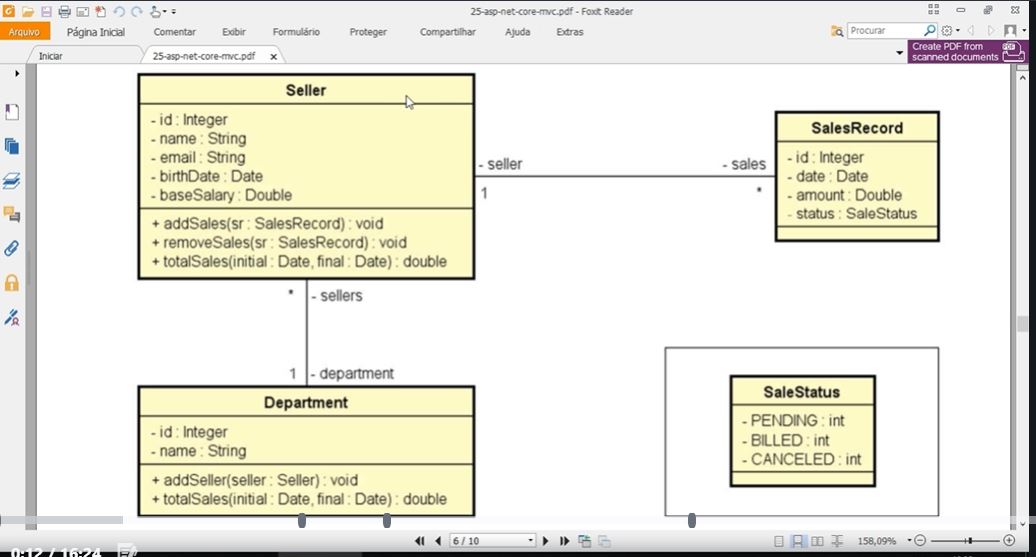 25-asp-net-core-mvc.pdf - Foxit Reader
Arquivo Página Inicial Comentar Exibir Formulário Proteger Compartilhar Ajuda Extras Procurar
Iniciar 25-asp-net-core-mvc.pdf x
Create PDF from
scanned documents PDF
Seller
- id : Integer
- name : String
- email : String
- birthDate : Date
- baseSalary : Double
+ addSales(sr : SalesRecord) : void
+ removeSales(sr : SalesRecord) : void
+ totalSales(initial : Date, final : Date) : double
- seller
1
- sales
*
SalesRecord
- id : Integer
- date : Date
- amount : Double
- status : SaleStatus
* - sellers
1 - department
Department
- id : Integer
- name : String
+ addSeller(seller : Seller) : void
+ totalSales(initial : Date, final : Date) : double
SaleStatus
- PENDING : int
- BILLED : int
- CANCELED : int
6 / 10
158,09%
0:12 / 16:24